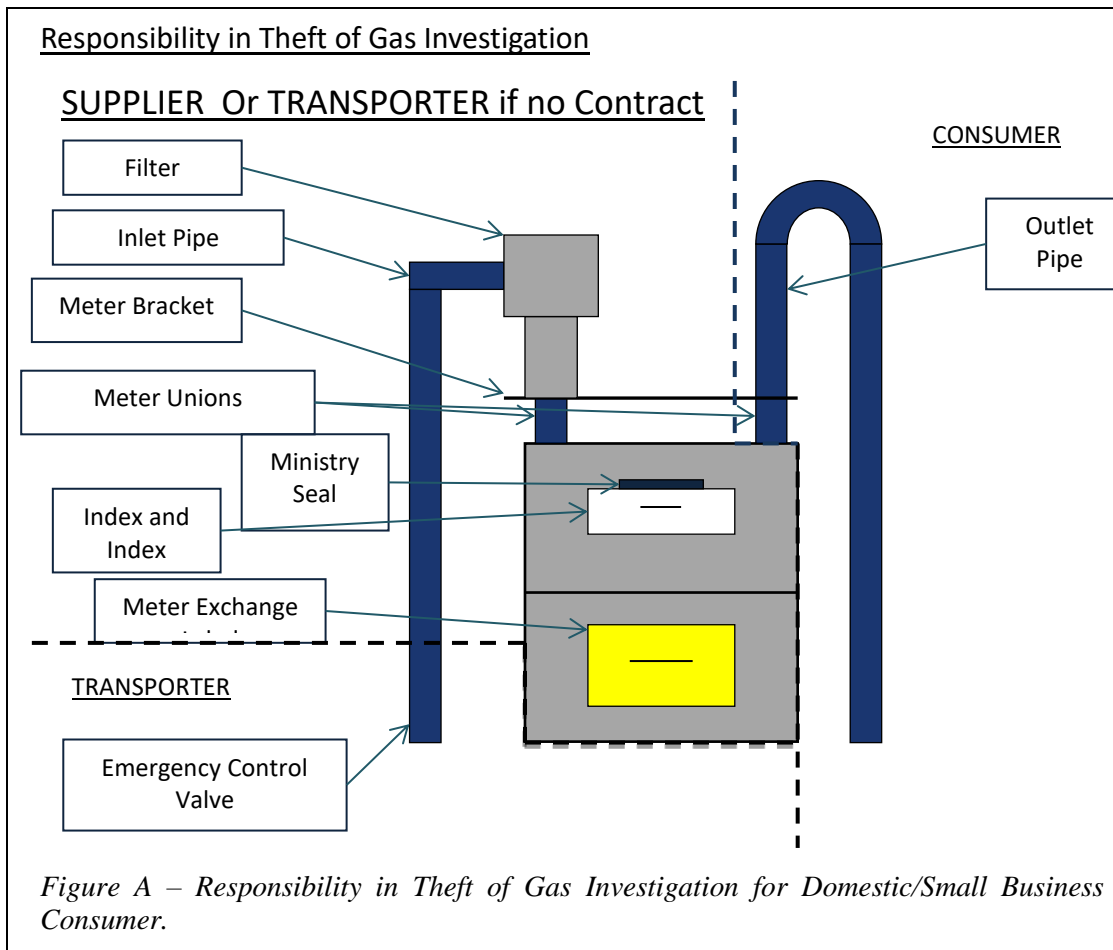 Responsibility in Theft of Gas Investigation
SUPPLIER Or TRANSPORTER if no Contract
CONSUMER
Filter
Inlet Pipe
Outlet
Pipe
Meter Bracket
Meter Unions
Ministry
Seal
Index and
Index
Meter Exchange
TRANSPORTER
Emergency Control
Valve
Figure A – Responsibility in Theft of Gas Investigation for Domestic/Small Business
Consumer.